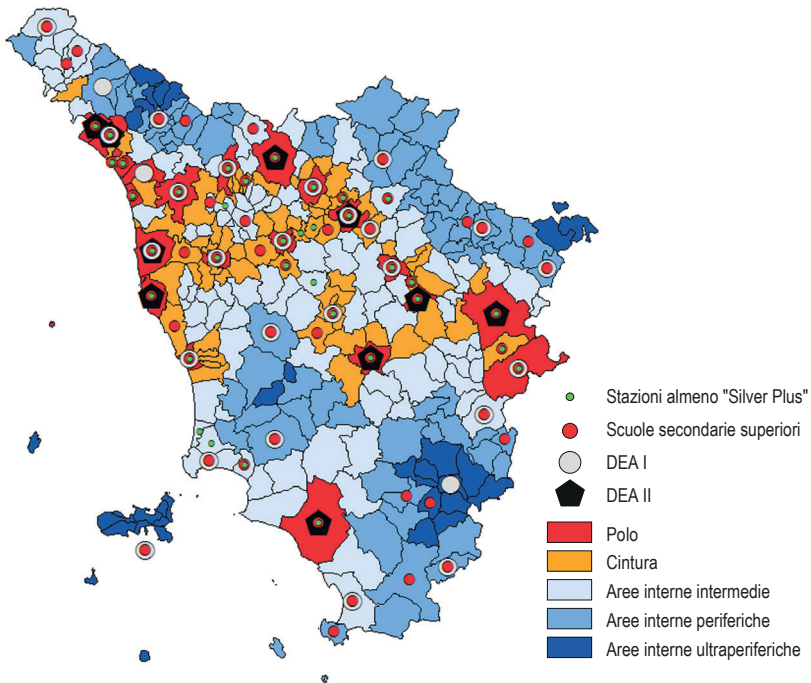 Stazioni almeno "Silver Plus"
Scuole secondarie superiori
DEA I
DEA II
Polo
Cintura
Aree interne intermedie
Aree interne periferiche
Aree interne ultraperiferiche